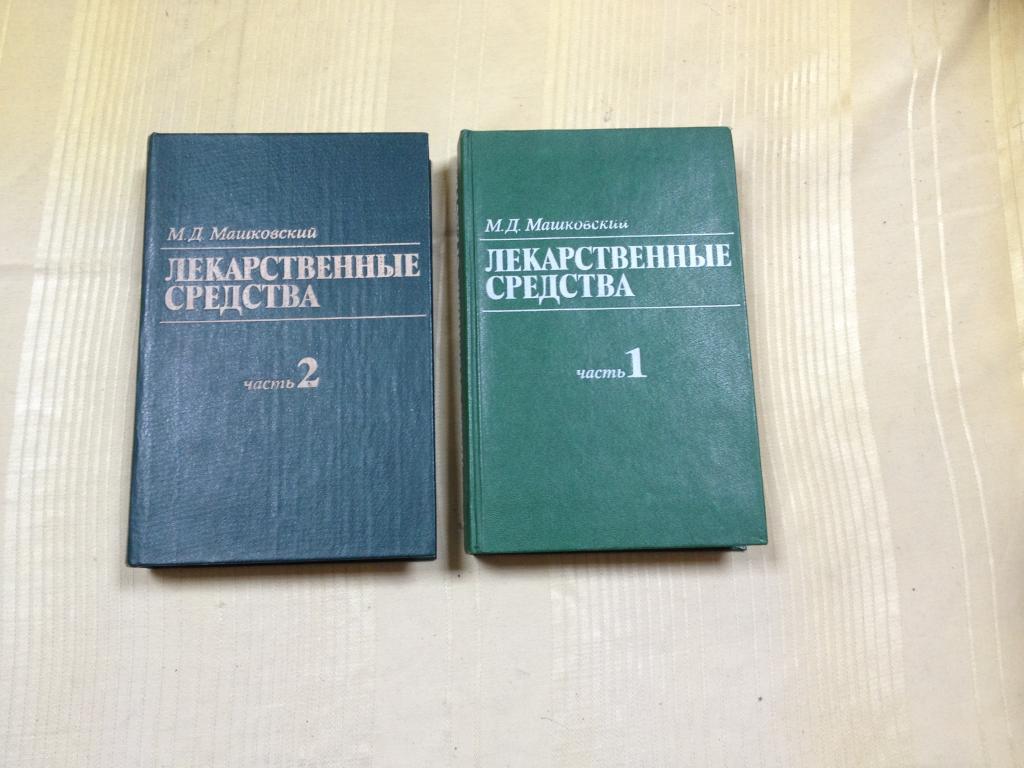 М.Д. Машковский
ЛЕКАРСТВЕННЫЕ
СРЕДСТВА
часть 2
М.Д. Машковский
ЛЕКАРСТВЕННЫЕ
СРЕДСТВА
часть 1